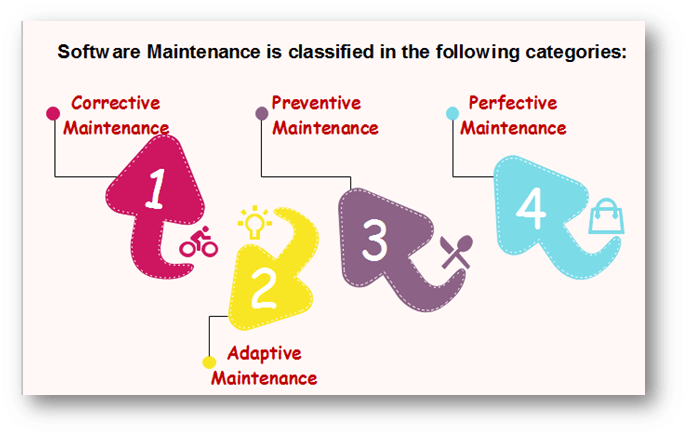 Software Maintenance is classified in the following categories:
Corrective
Maintenance
1
Adaptive
Maintenance
2
Preventive
Maintenance
3
Perfective
Maintenance
4